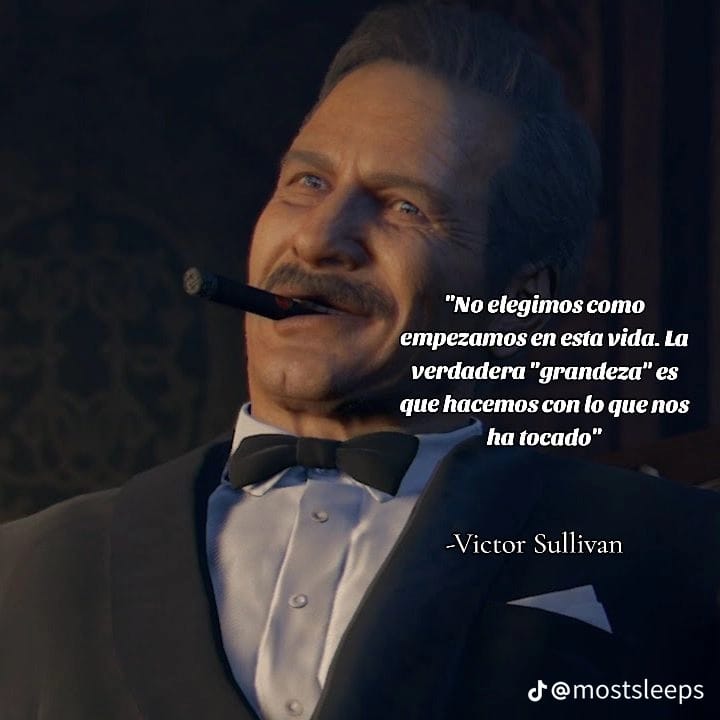 "No elegimos como
empezamos en esta vida. La
verdadera "grandeza" es
que hacemos con lo que nos
ha tocado"
-Victor Sullivan
@mostsleeps